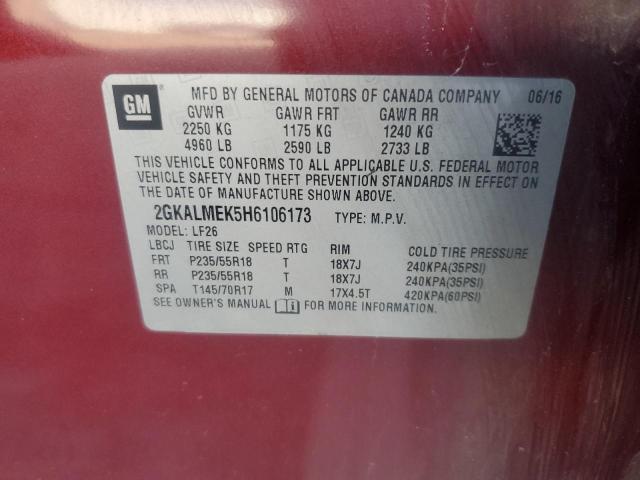 GM
MFD BY GENERAL MOTORS OF CANADA COMPANY 06/16
GVWR GAWR FRT GAWR RR
2250 KG 1175 KG 1240 KG
4960 LB 2590 LB 2733 LB
THIS VEHICLE CONFORMS TO ALL APPLICABLE U.S. FEDERAL MOTOR
VEHICLE SAFETY AND THEFT PREVENTION STANDARDS IN EFFECT ON
THE DATE OF MANUFACTURE SHOWN ABOVE.
2GKALMEK5H6106173 TYPE: M.P.V.
MODEL: LF26
LBCJ TIRE SIZE SPEED RTG RIM COLD TIRE PRESSURE
FRT P235/55R18 T 18X7J 240KPA(35PSI)
RR P235/55R18 T 18X7J 240KPA(35PSI)
SPA T145/70R17 M 17X4.5T 420KPA(60PSI)
SEE OWNER'S MANUAL FOR MORE INFORMATION.